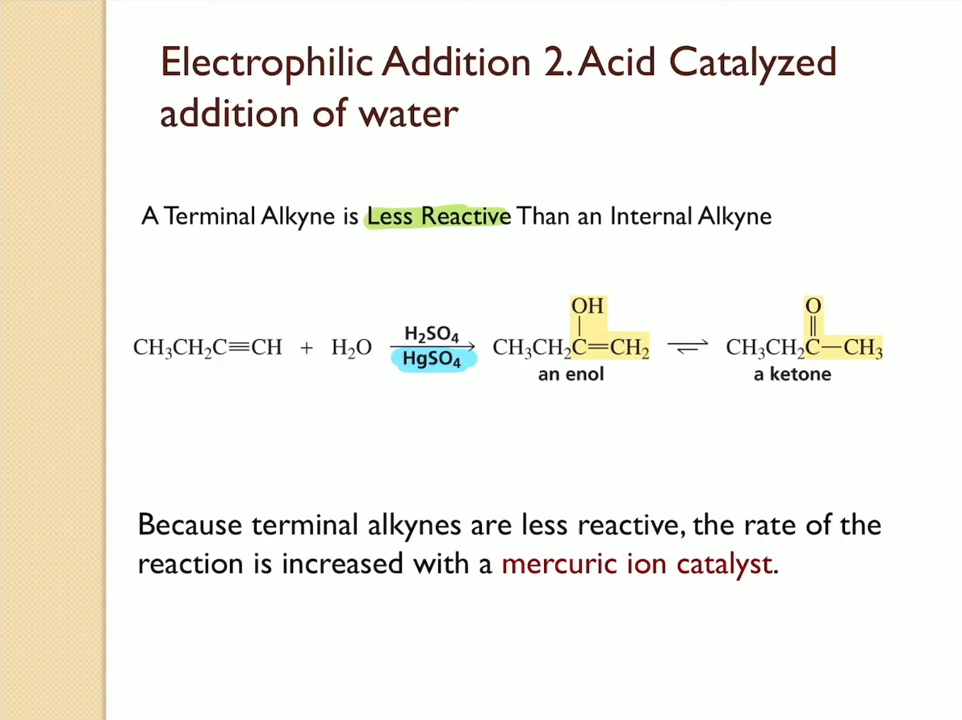 Electrophilic Addition 2. Acid Catalyzed
addition of water
A Terminal Alkyne is Less Reactive Than an Internal Alkyne
OH
O
H₂SO₄
CH₃CH₂C≡CH + H₂O → CH₃CH₂C=CH₂ ⇌ CH₃CH₂C—CH₃
HgSO₄
an enol
a ketone
Because terminal alkynes are less reactive, the rate of the
reaction is increased with a mercuric ion catalyst.